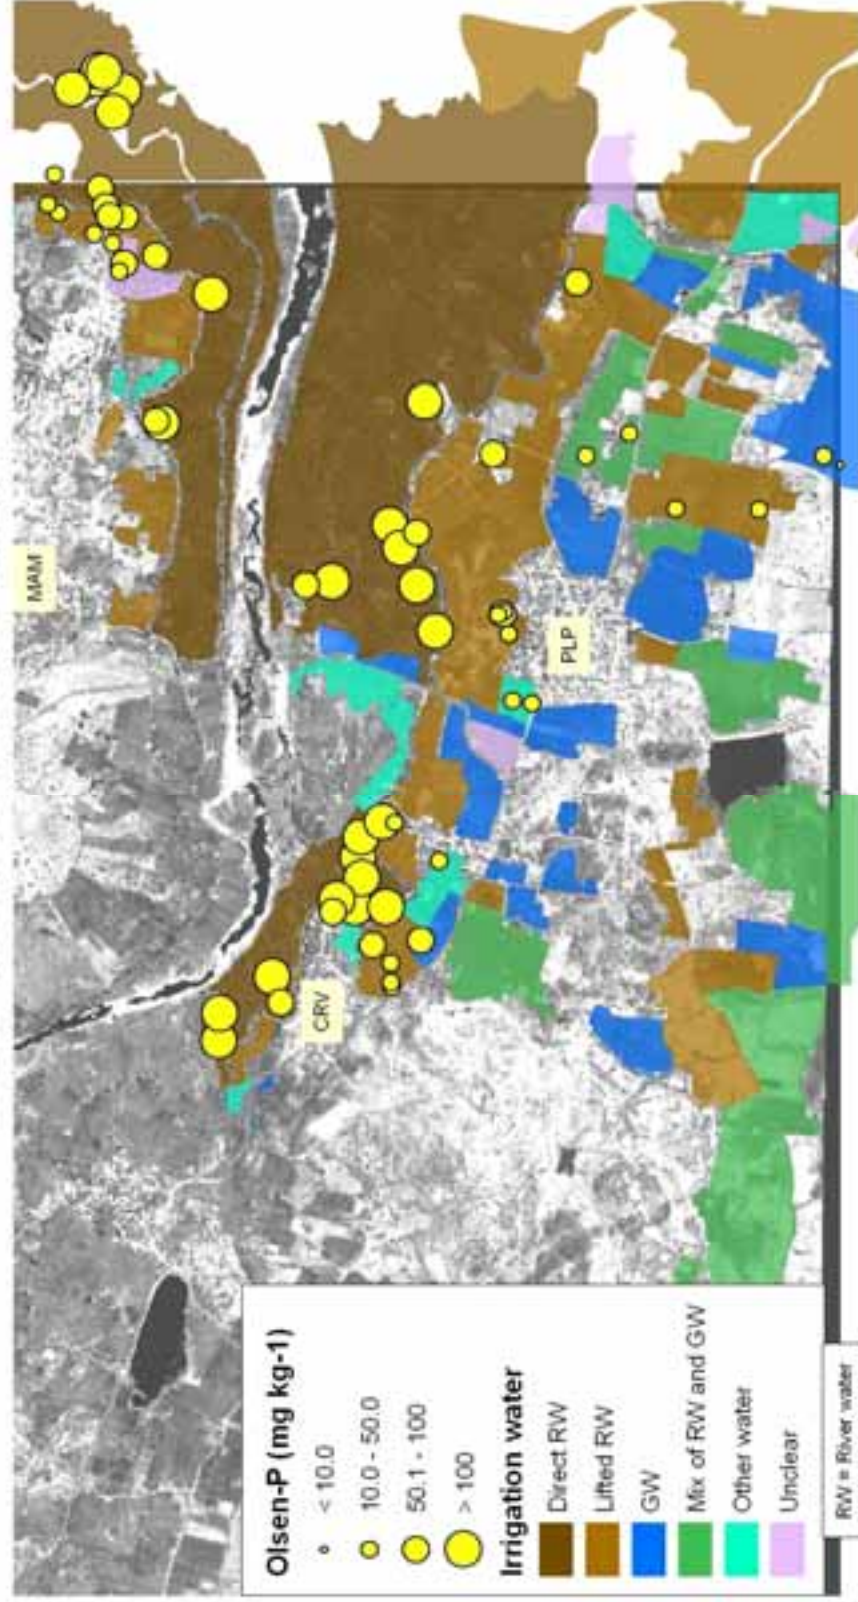 MAM
PLP
CRV
Olsen-P (mg kg-1)
< 10.0
10.0 - 50.0
50.1 - 100
> 100
Irrigation water
Direct RW
Lifted RW
GW
Mix of RW and GW
Other water
Unclear
RW = River water